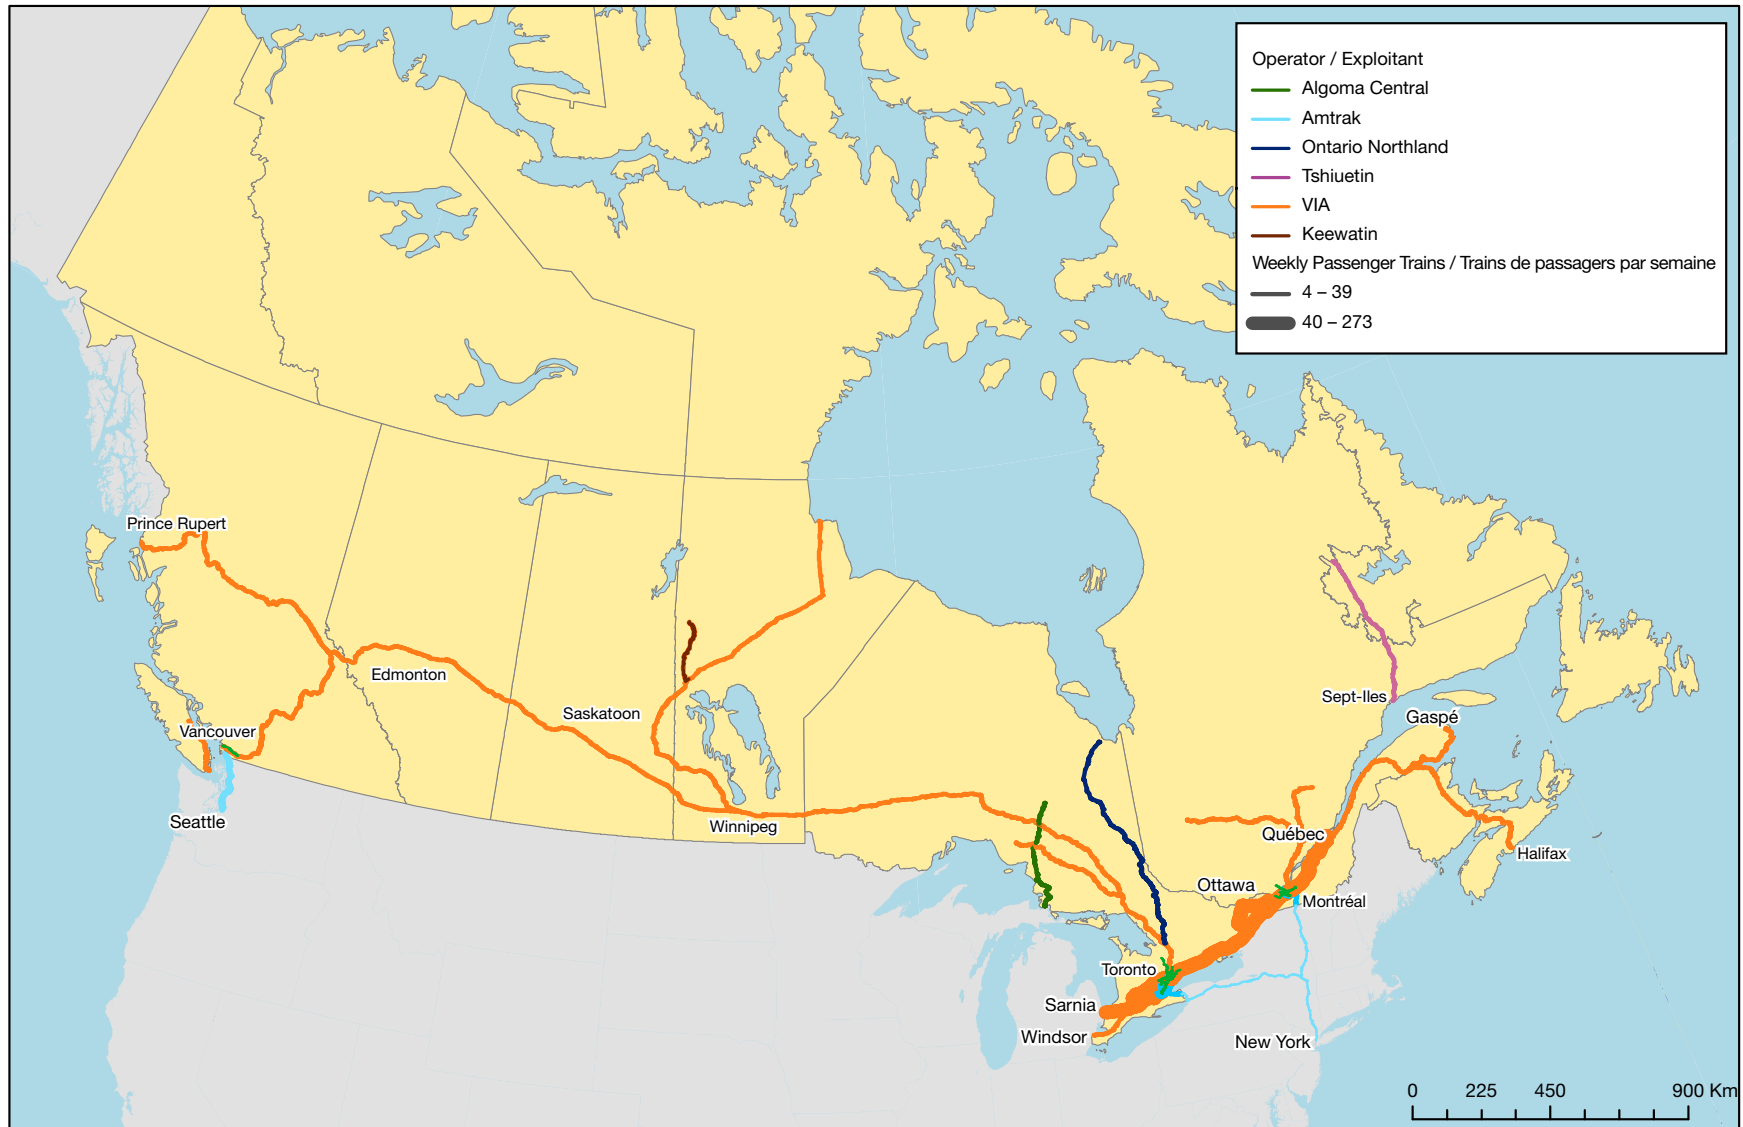 Operator / Exploitant
Algoma Central
Amtrak
Ontario Northland
Tshiuetin
VIA
Keewatin
Weekly Passenger Trains / Trains de passagers par semaine
4 – 39
40 – 273
Prince Rupert
Edmonton
Saskatoon
Vancouver
Seattle
Winnipeg
Sept-Iles
Gaspé
Québec
Halifax
Ottawa
Montréal
Toronto
Sarnia
Windsor
New York
0 225 450 900 Km